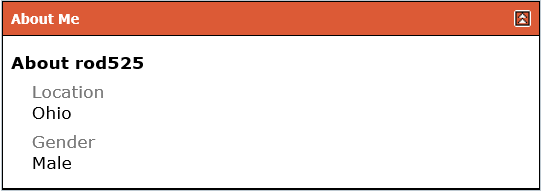 About Me
About rod525
Location
Ohio
Gender
Male